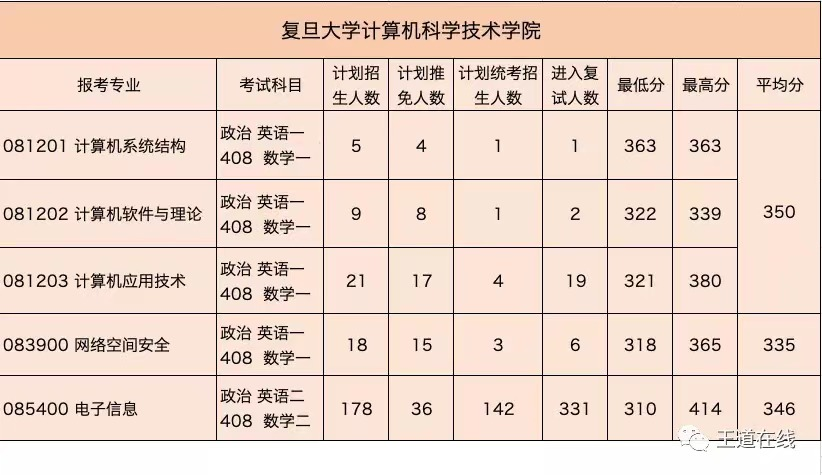 复旦大学计算机科学技术学院
报考专业 考试科目 计划招生人数 计划推免人数 计划统考招生人数 进入复试人数 最低分 最高分 平均分
081201 计算机系统结构 政治 英语一 408 数学一 5 4 1 1 363 363 350
081202 计算机软件与理论 政治 英语一 408 数学一 9 8 1 2 322 339
081203 计算机应用技术 政治 英语一 408 数学一 21 17 4 19 321 380
083900 网络空间安全 政治 英语一 408 数学一 18 15 3 6 318 365 335
085400 电子信息 政治 英语二 408 数学二 178 36 142 331 310 414 346
王道在线